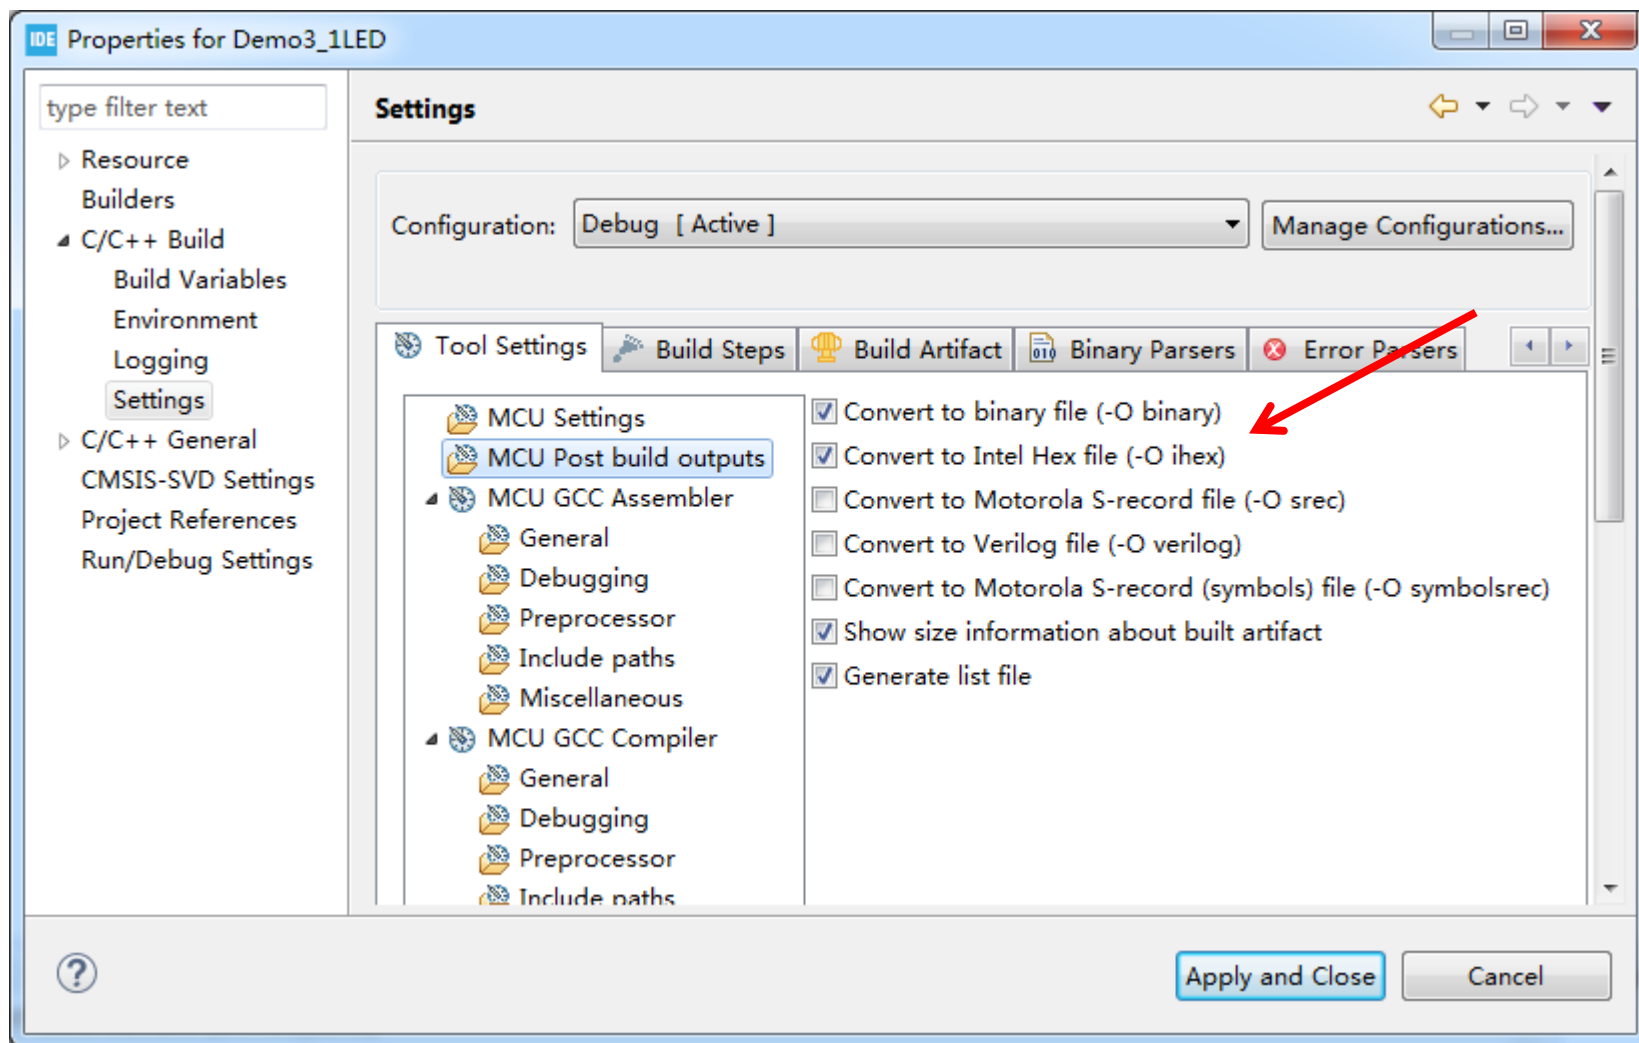 IDE Properties for Demo3_1LED
type filter text
Resource
Builders
C/C++ Build
Build Variables
Environment
Logging
Settings
C/C++ General
CMSIS-SVD Settings
Project References
Run/Debug Settings
Settings
Configuration: Debug [ Active ] Manage Configurations...
Tool Settings Build Steps Build Artifact 010 Binary Parsers Error Parsers
MCU Settings
MCU Post build outputs
MCU GCC Assembler
General
Debugging
Preprocessor
Include paths
Miscellaneous
MCU GCC Compiler
General
Debugging
Preprocessor
Include paths
Convert to binary file (-O binary)
Convert to Intel Hex file (-O ihex)
Convert to Motorola S-record file (-O srec)
Convert to Verilog file (-O verilog)
Convert to Motorola S-record (symbols) file (-O symbolsrec)
Show size information about built artifact
Generate list file
? Apply and Close Cancel